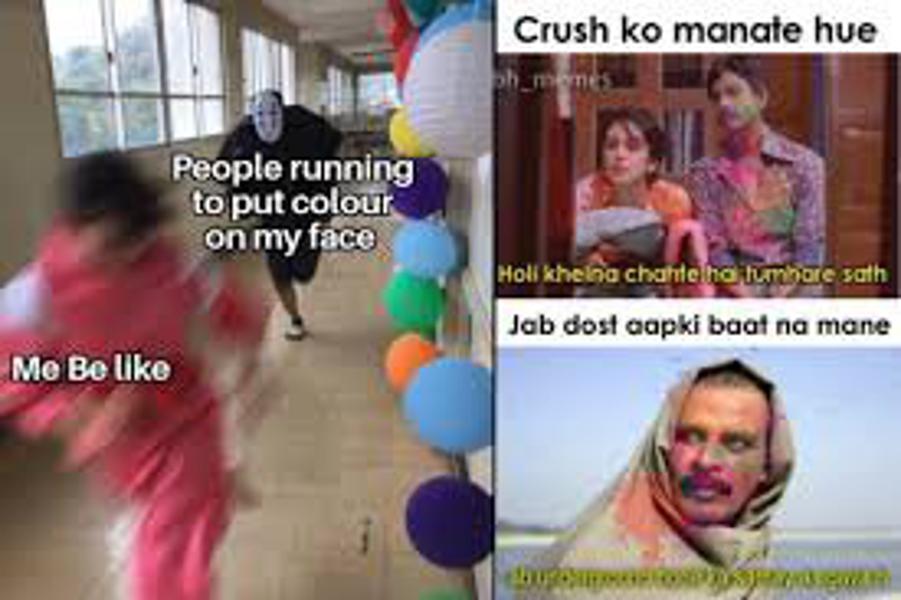 People running
to put colour
on my face
Me Be like
Crush ko manate hue
oh_memes
Holi khelna chahte hai tumhare sath
Jab dost aapki baat na mane